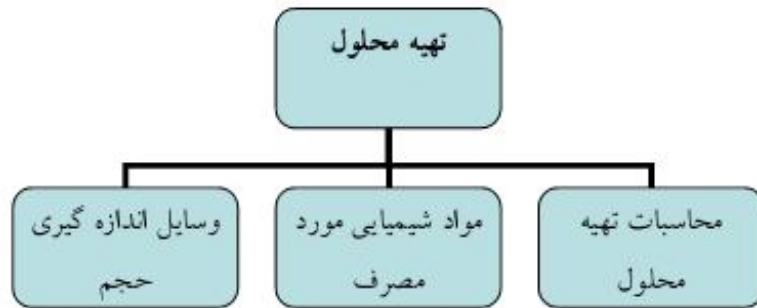 تهیه محلول
محاسبات تهیه
محلول
مواد شیمیایی مورد
مصرف
وسایل اندازه گیری
حجم